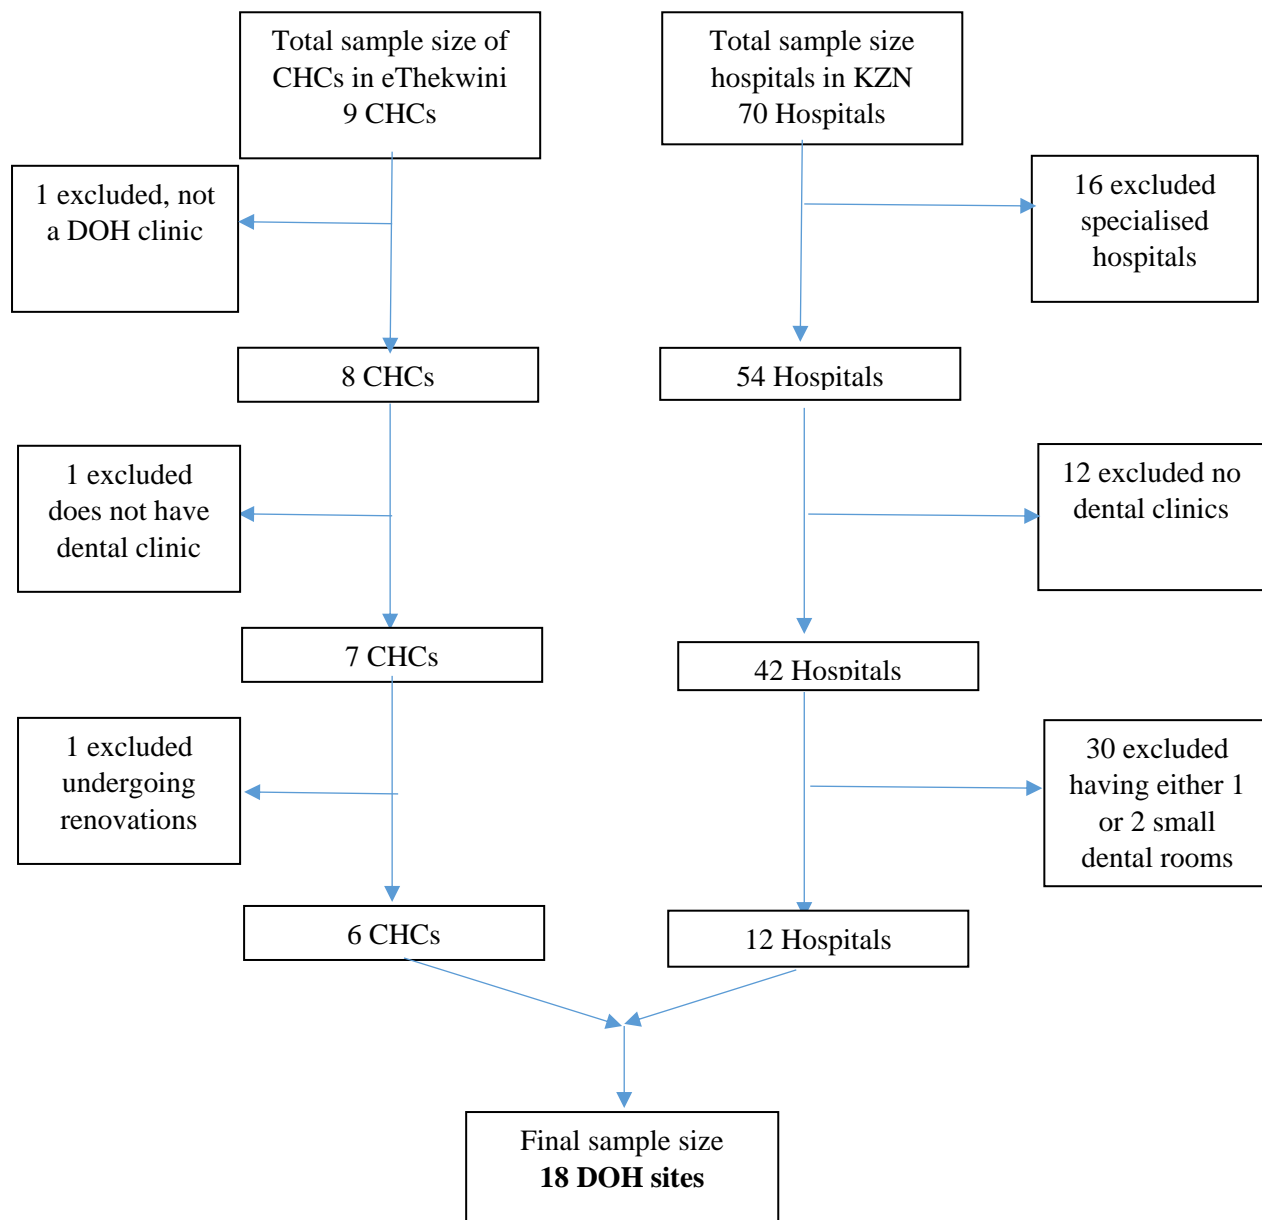 Total sample size of
CHCs in eThekwini
9 CHCs
Total sample size
hospitals in KZN
70 Hospitals
1 excluded, not
a DOH clinic
16 excluded
specialised
hospitals
8 CHCs
54 Hospitals
1 excluded
does not have
dental clinic
12 excluded no
dental clinics
7 CHCs
42 Hospitals
1 excluded
undergoing
renovations
30 excluded
having either 1
or 2 small
dental rooms
6 CHCs
12 Hospitals
Final sample size
18 DOH sites